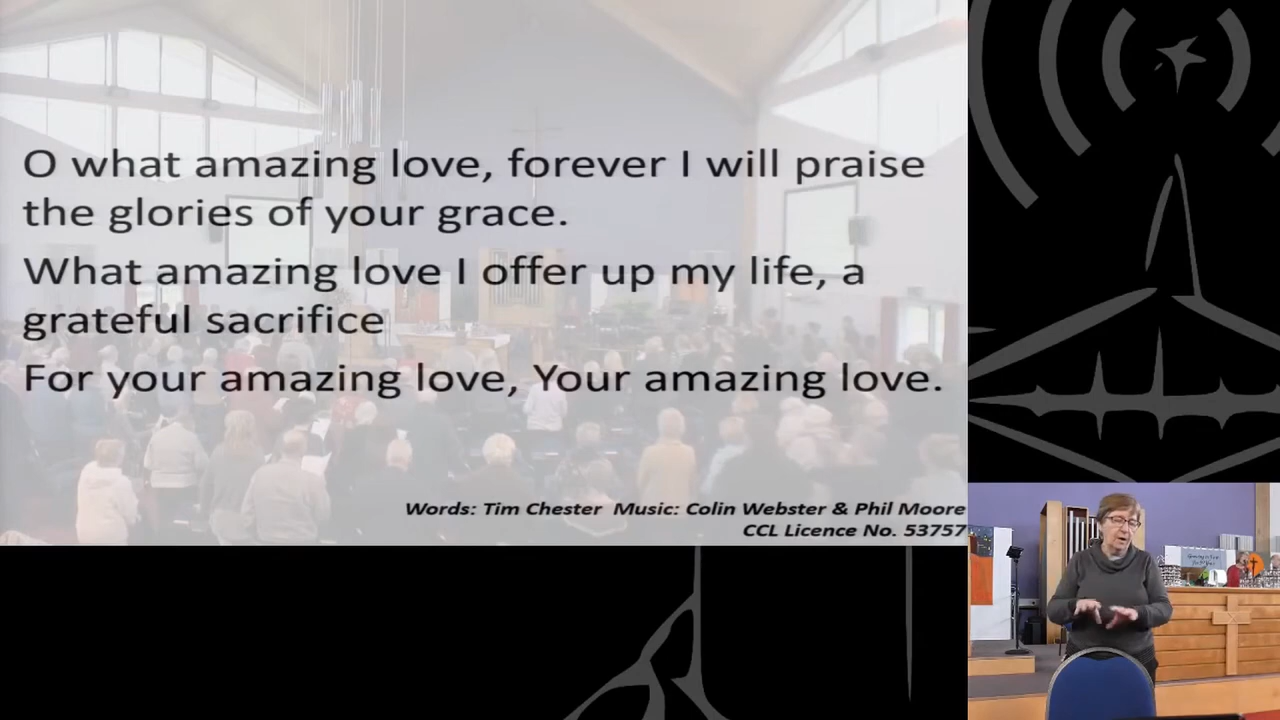 O what amazing love, forever I will praise
the glories of your grace.
What amazing love I offer up my life, a
grateful sacrifice
For your amazing love, Your amazing love.
Words: Tim Chester Music: Colin Webster & Phil Moore
CCL Licence No. 53757